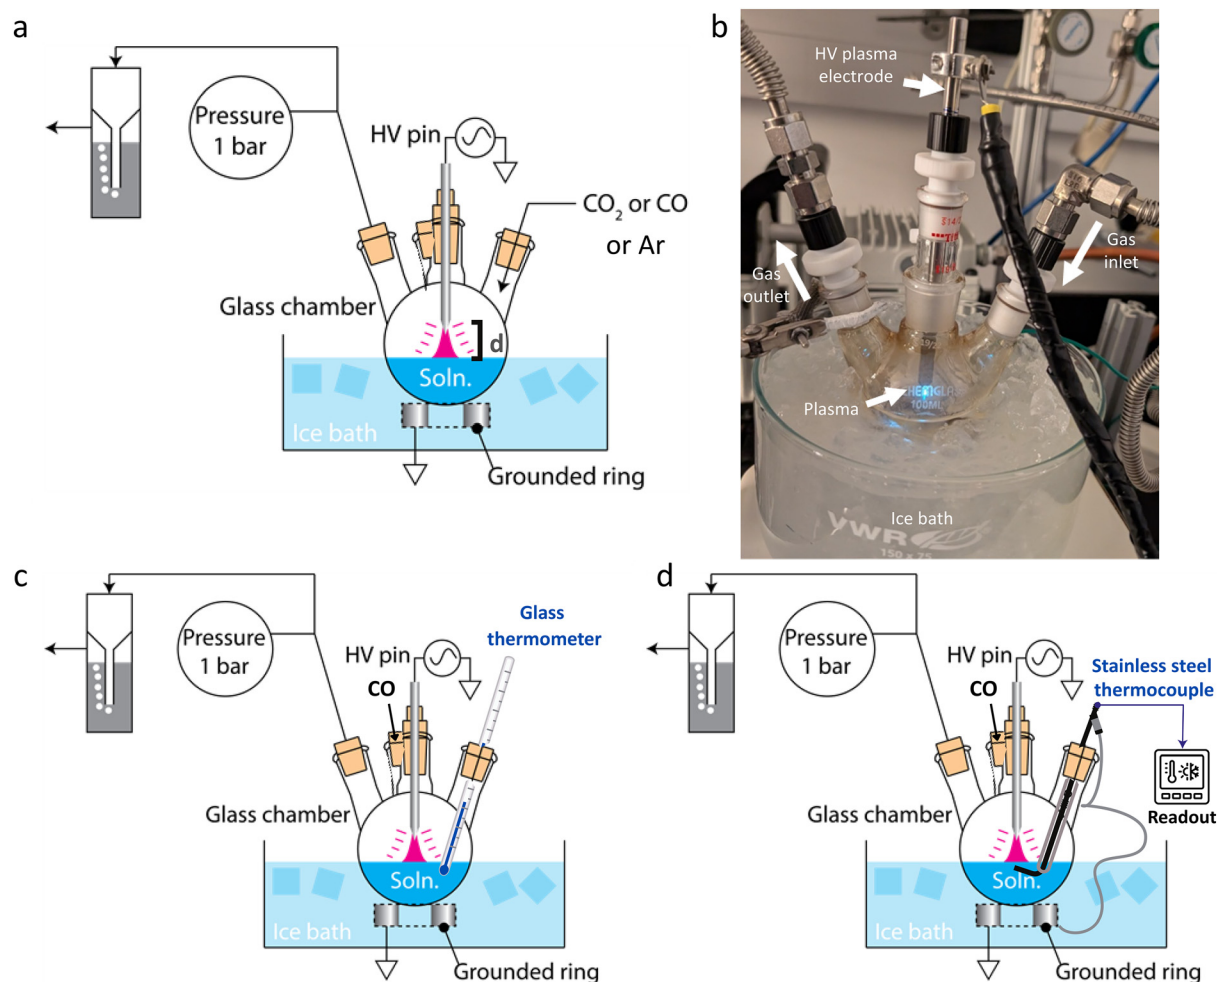 a
Pressure
1 bar
HV pin
CO2 or CO
or Ar
Glass chamber
d
Soln.
Ice bath
Grounded ring
b
HV plasma
electrode
Gas
outlet
Gas
inlet
Plasma
100ML
Ice bath
VWR
150 x 75
c
Pressure
1 bar
HV pin
Glass
thermometer
CO
Glass chamber
Soln.
Ice bath
Grounded ring
d
Pressure
1 bar
HV pin
Stainless steel
thermocouple
CO
Glass chamber
Readout
Soln.
Ice bath
Grounded ring